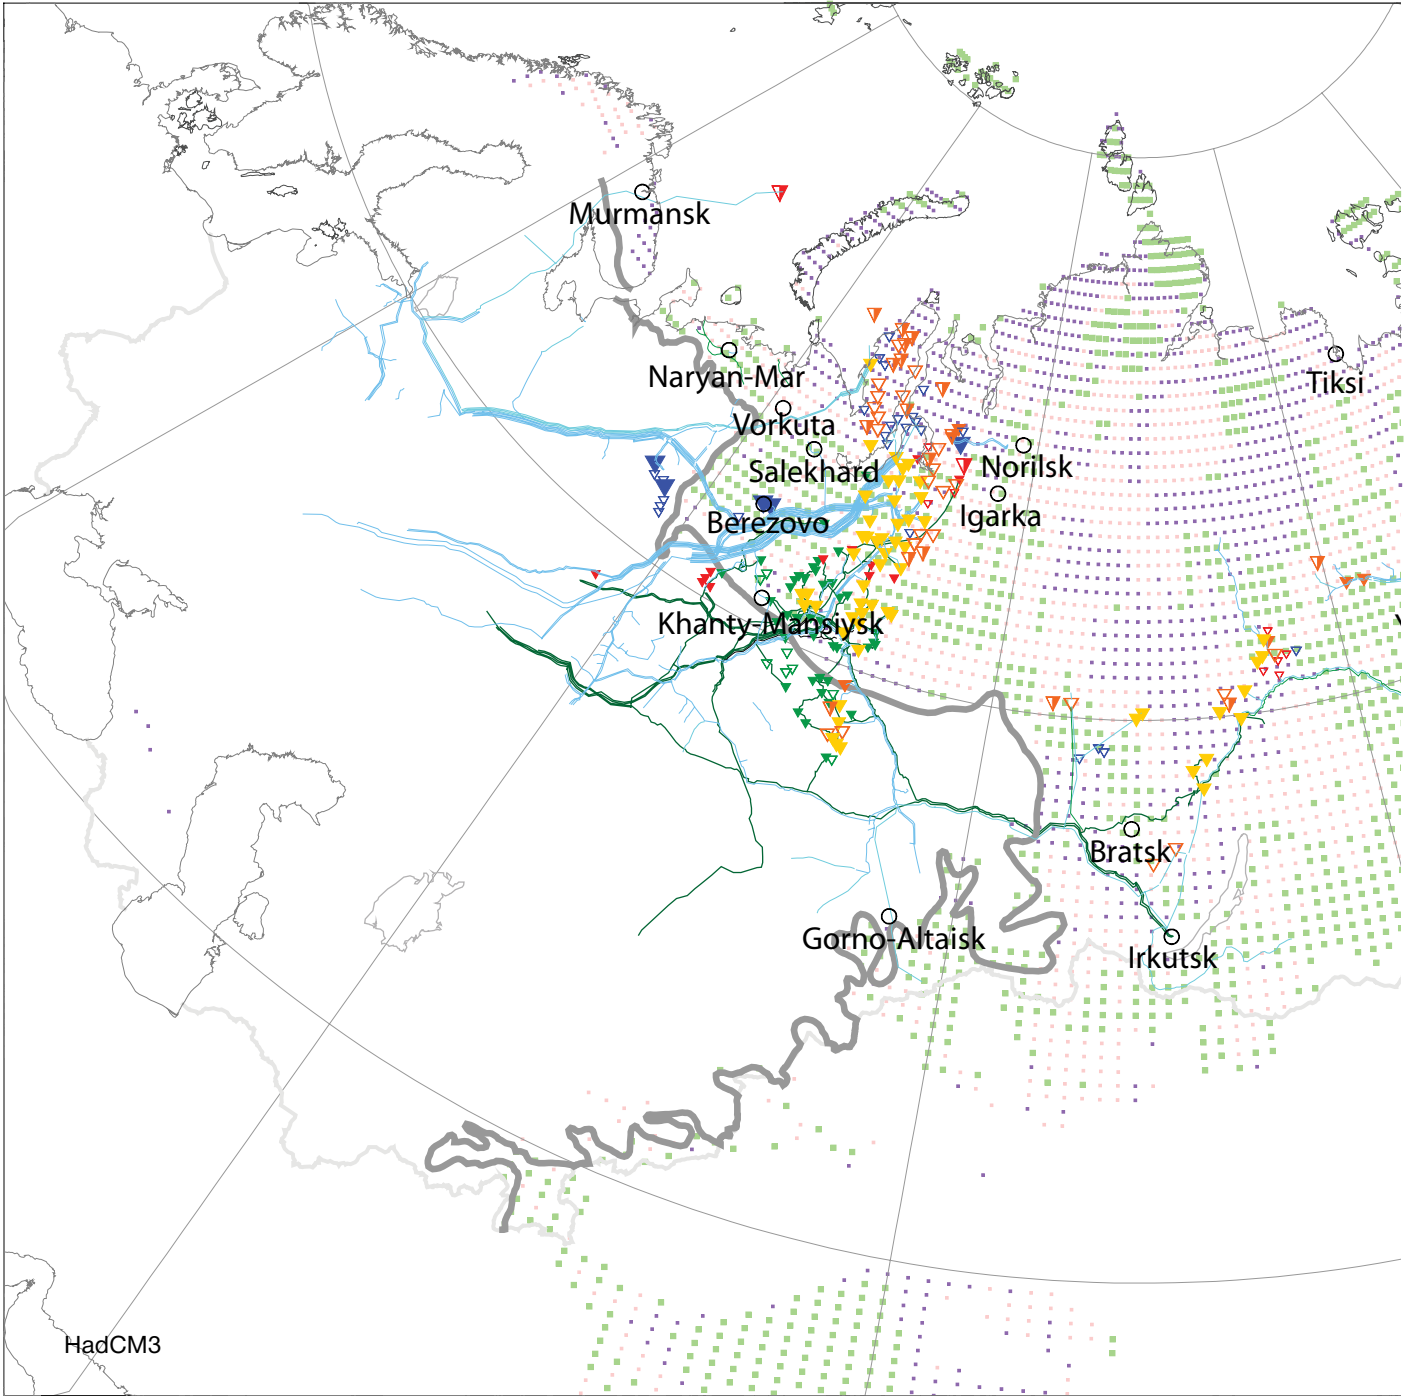 Murmansk
Naryan-Mar
Tiksi
Vorkuta
Salekhard
Norilsk
Berezovo
Igarka
Khanty-Mansiysk
Bratsk
Gorno-Altaisk
Irkutsk
HadCM3